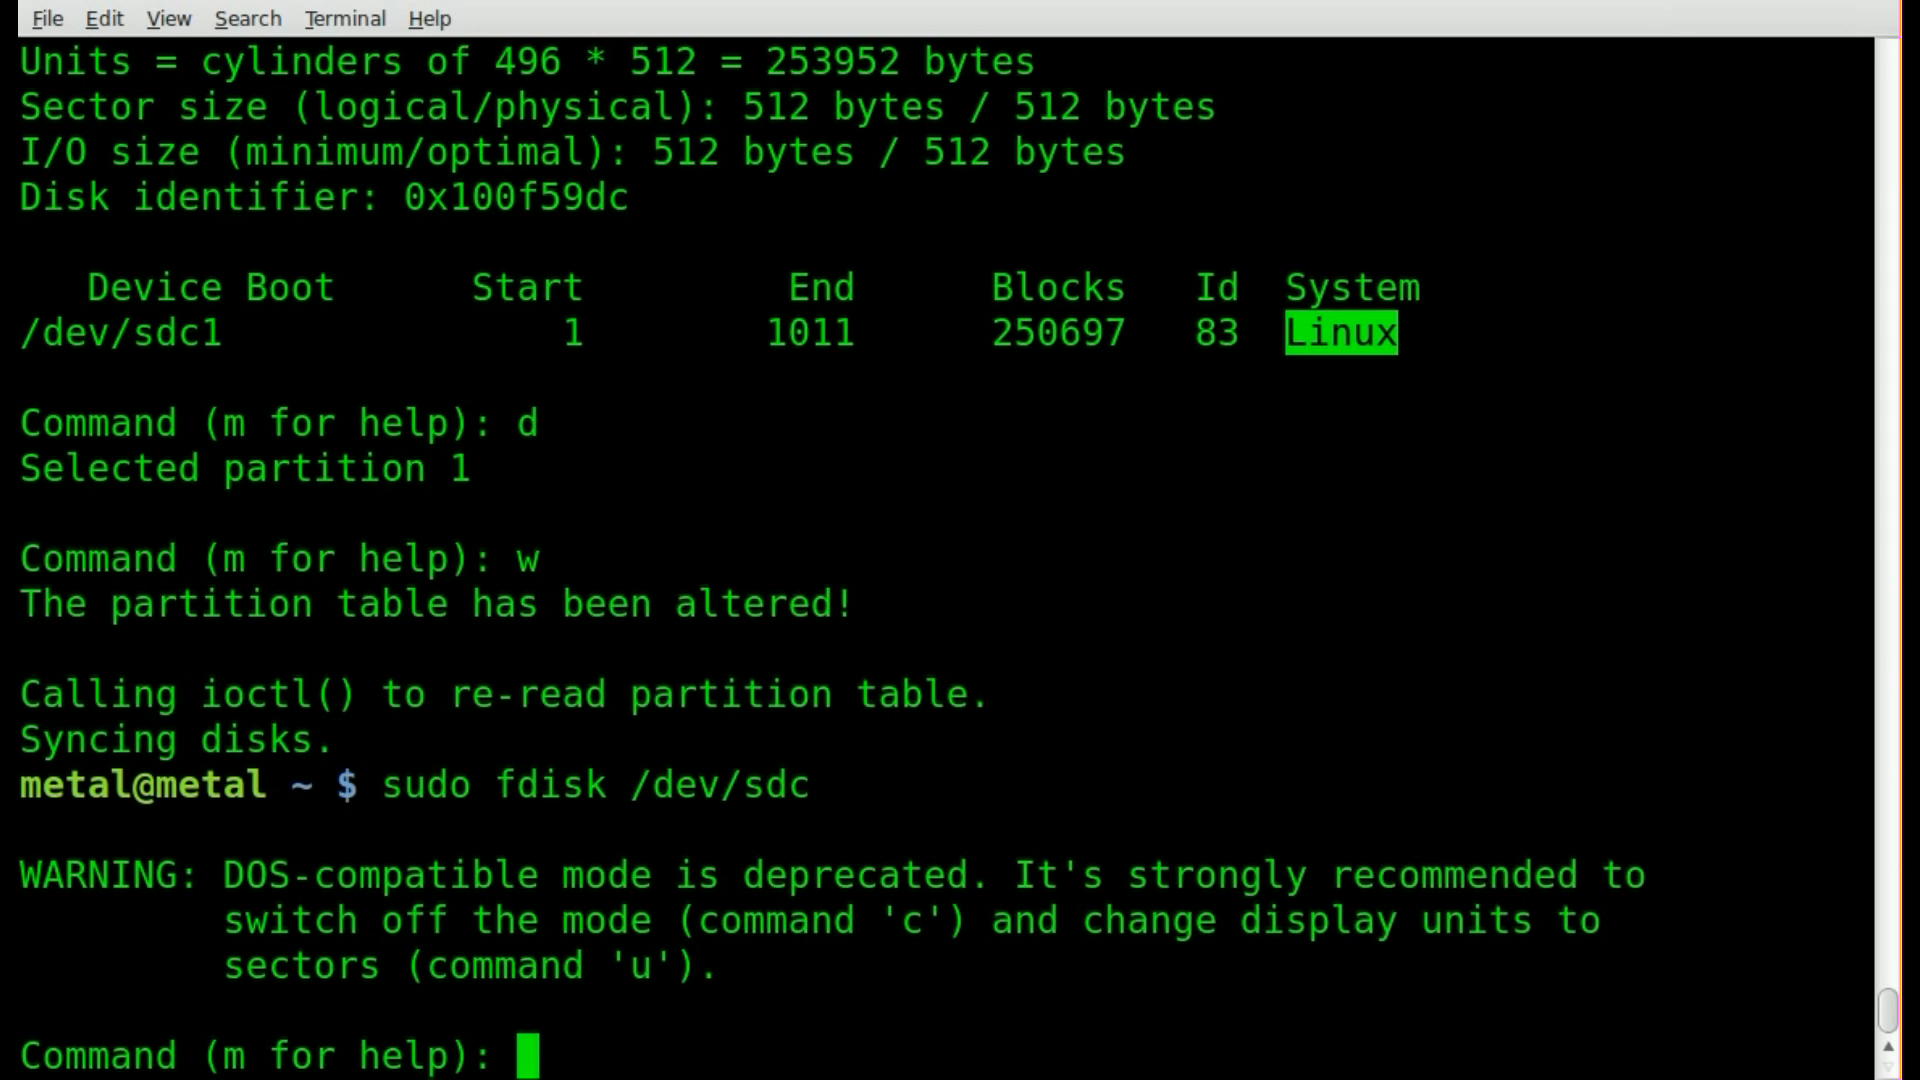 File Edit View Search Terminal Help
Units = cylinders of 496 * 512 = 253952 bytes
Sector size (logical/physical): 512 bytes / 512 bytes
I/O size (minimum/optimal): 512 bytes / 512 bytes
Disk identifier: 0x100f59dc
Device Boot Start End Blocks Id System
/dev/sdc1 1 1011 250697 83 Linux
Command (m for help): d
Selected partition 1
Command (m for help): w
The partition table has been altered!
Calling ioctl() to re-read partition table.
Syncing disks.
metal@metal ~ $ sudo fdisk /dev/sdc
WARNING: DOS-compatible mode is deprecated. It's strongly recommended to
switch off the mode (command 'c') and change display units to
sectors (command 'u').
Command (m for help):